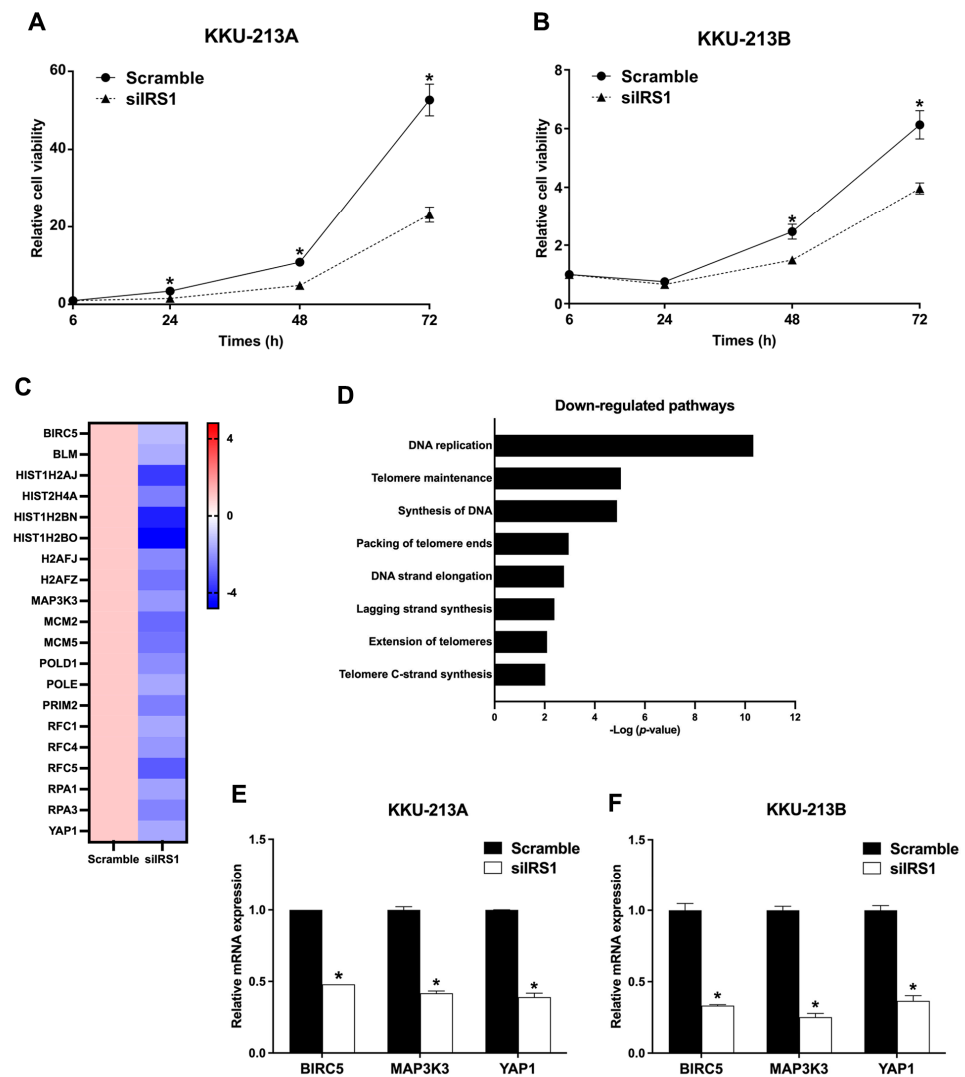 A
KKU-213A
Relative cell viability
60
40
20
0
Scramble
siIRS1
*
*
*
6
24
48
72
Times (h)
B
KKU-213B
Relative cell viability
8
6
4
2
0
Scramble
siIRS1
*
*
6
24
48
72
Times (h)
C
BIRC5
BLM
HIST1H2AJ
HIST2H4A
HIST1H2BN
HIST1H2BO
H2AFJ
H2AFZ
MAP3K3
MCM2
MCM5
POLD1
POLE
PRIM2
RFC1
RFC4
RFC5
RPA1
RPA3
YAP1
Scramble siIRS1
4
0
-4
D
Down-regulated pathways
DNA replication
Telomere maintenance
Synthesis of DNA
Packing of telomere ends
DNA strand elongation
Lagging strand synthesis
Extension of telomeres
Telomere C-strand synthesis
0 2 4 6 8 10 12
-Log (p-value)
E
KKU-213A
Relative mRNA expression
1.5
1.0
0.5
0.0
Scramble
siIRS1
* * *
BIRC5 MAP3K3 YAP1
F
KKU-213B
Relative mRNA expression
1.5
1.0
0.5
0.0
Scramble
siIRS1
* * *
BIRC5 MAP3K3 YAP1